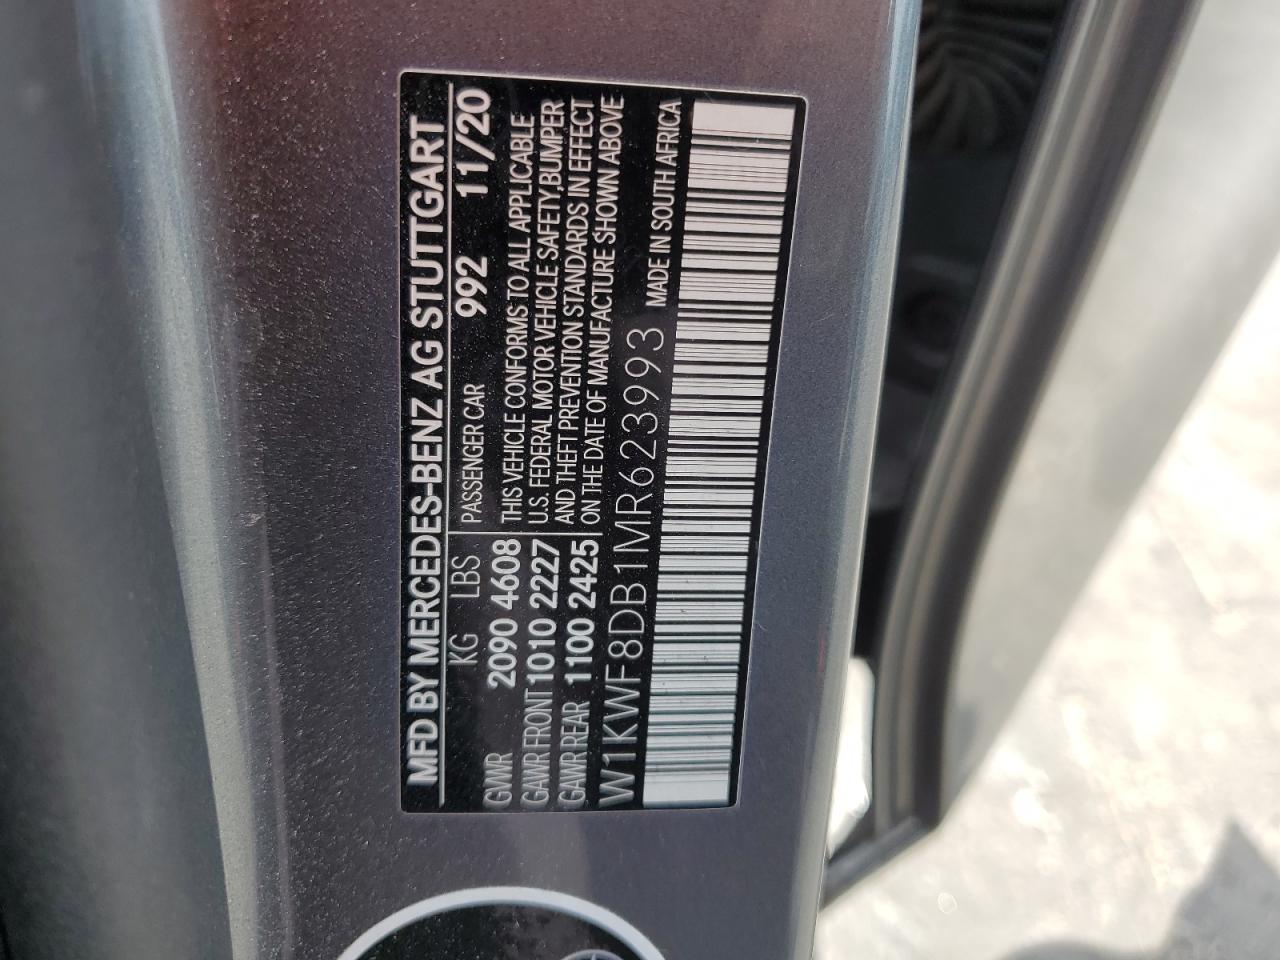 MFD BY MERCEDES-BENZ AG STUTTGART
KG LBS PASSENGER CAR 992 11/20
GVWR 2090 4608 THIS VEHICLE CONFORMS TO ALL APPLICABLE
GAWR FRONT 1010 2227 U.S. FEDERAL MOTOR VEHICLE SAFETY,BUMPER
GAWR REAR 1100 2425 AND THEFT PREVENTION STANDARDS IN EFFECT
ON THE DATE OF MANUFACTURE SHOWN ABOVE
W1KWF8DB1MR623993 MADE IN SOUTH AFRICA